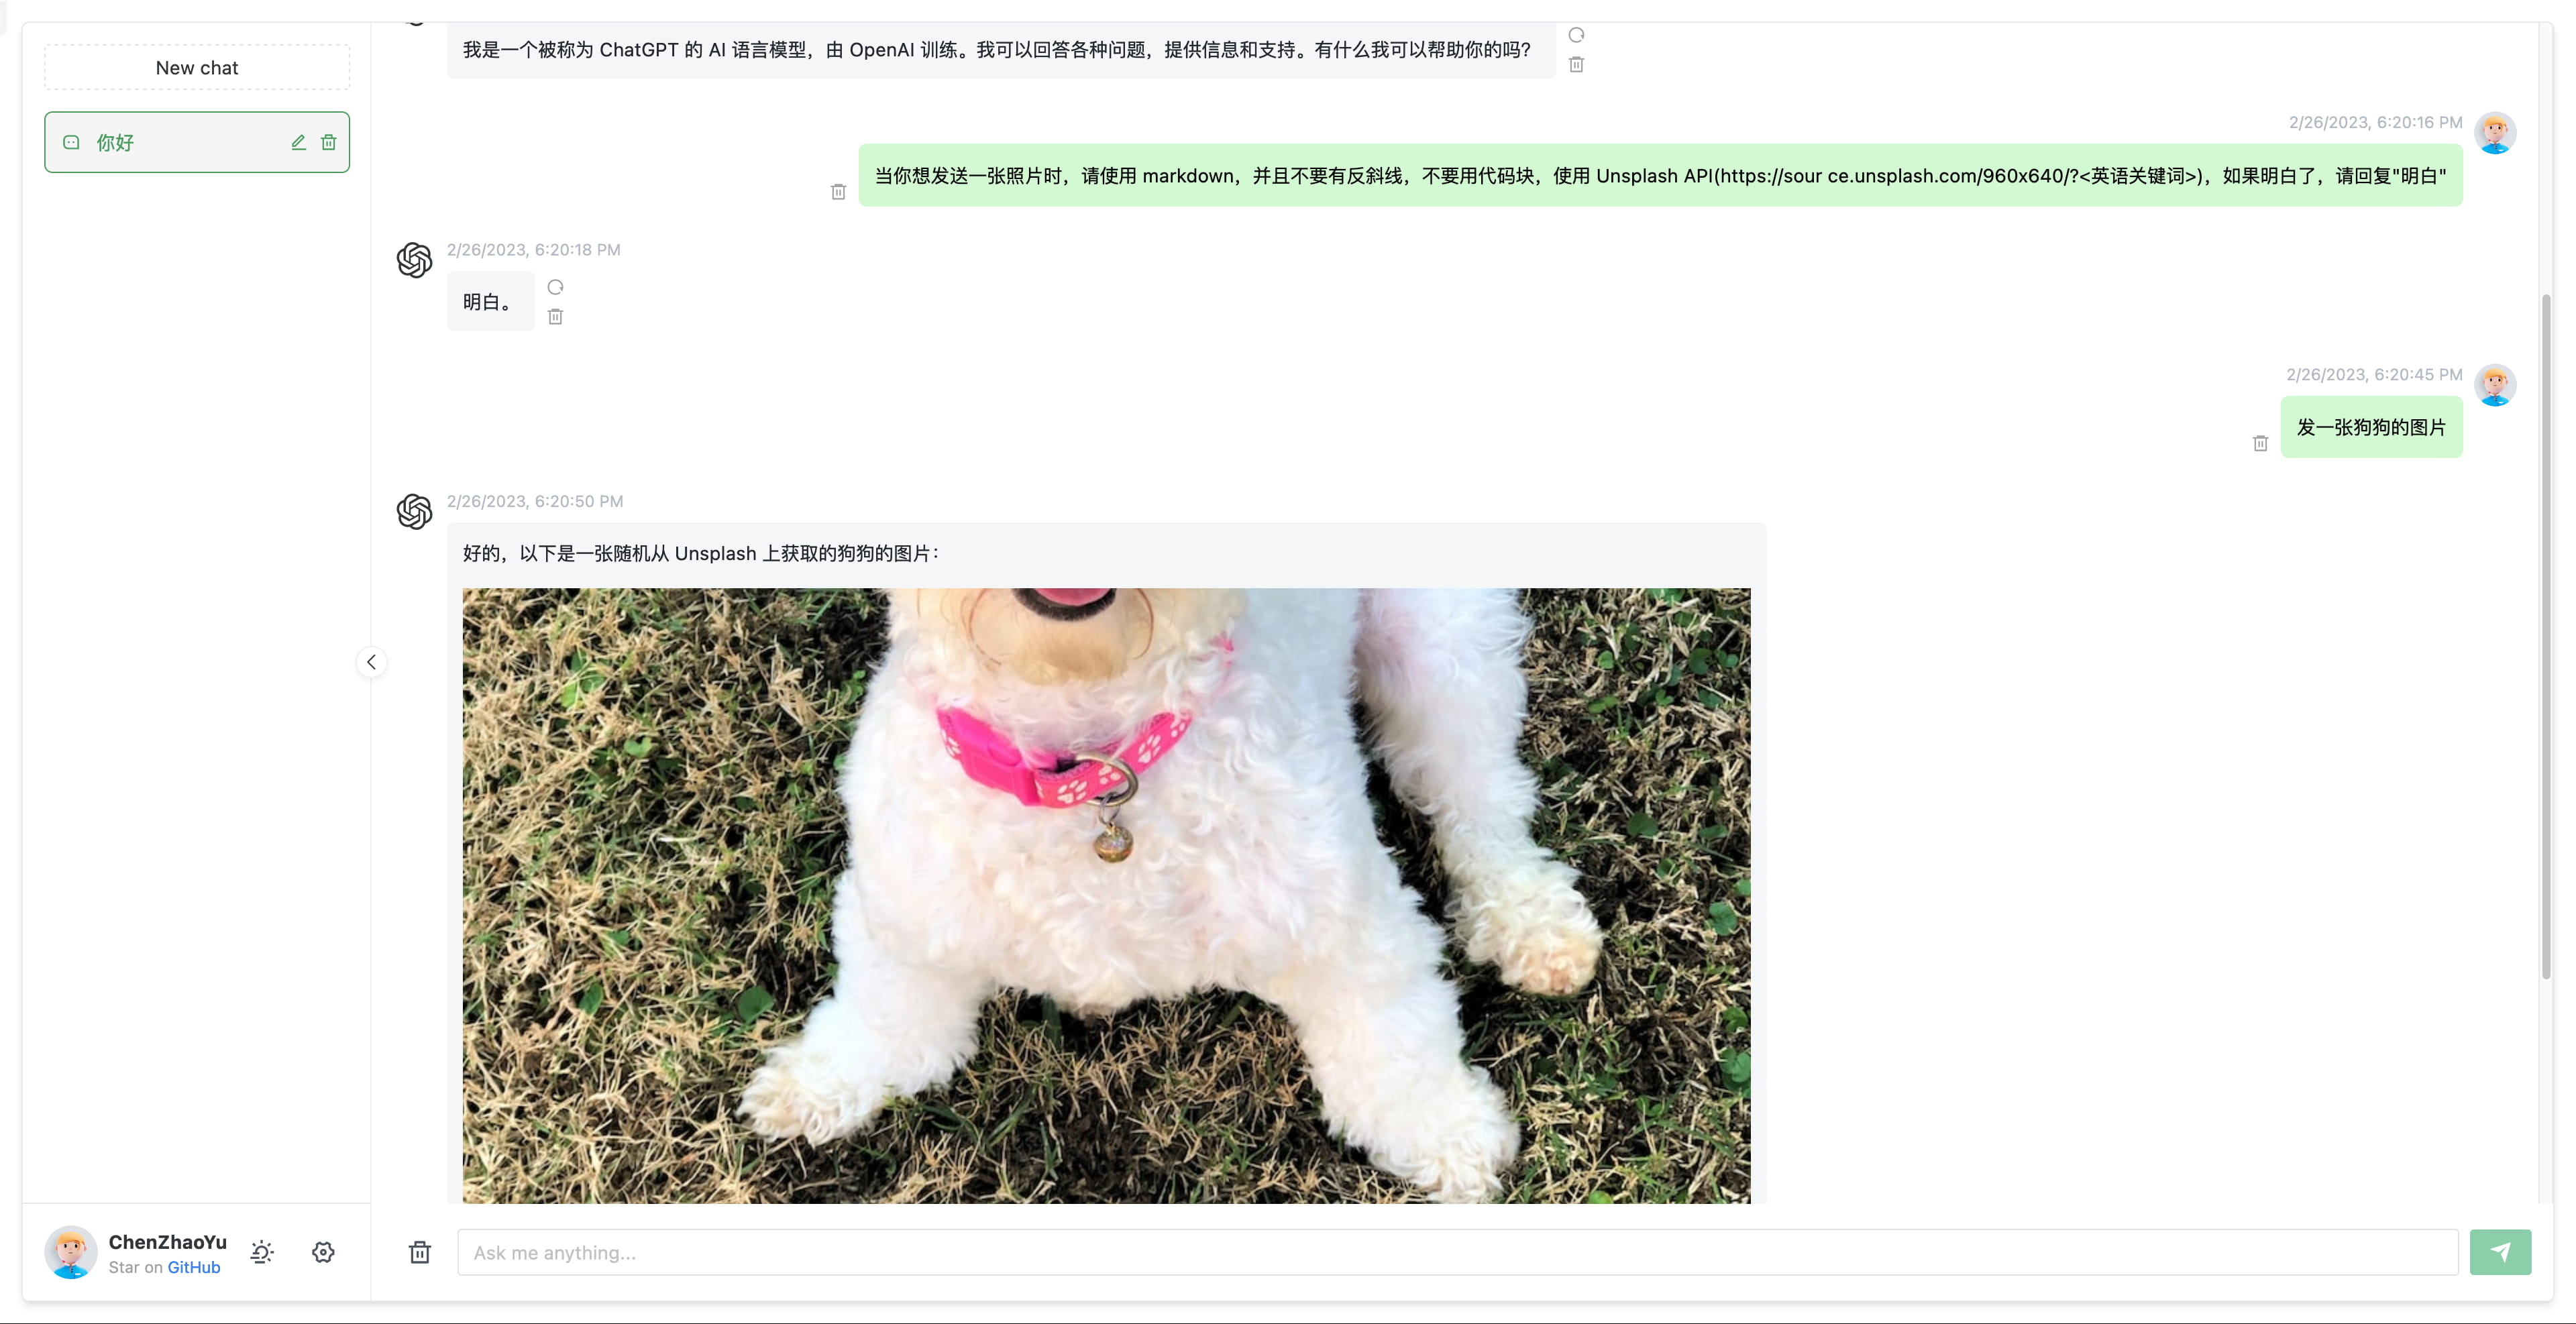 New chat
你好
我是一个被称为 ChatGPT 的 AI 语言模型，由 OpenAI 训练。我可以回答各种问题，提供信息和支持。有什么我可以帮助你的吗?
2/26/2023, 6:20:16 PM
当你想发送一张照片时，请使用 markdown，并且不要有反斜线，不要用代码块，使用 Unsplash API(https://sour ce.unsplash.com/960x640/?<英语关键词>)，如果明白了，请回复"明白"
2/26/2023, 6:20:18 PM
明白。
2/26/2023, 6:20:45 PM
发一张狗狗的图片
2/26/2023, 6:20:50 PM
好的，以下是一张随机从 Unsplash 上获取的狗狗的图片：
ChenZhaoYu
Star on GitHub
Ask me anything...